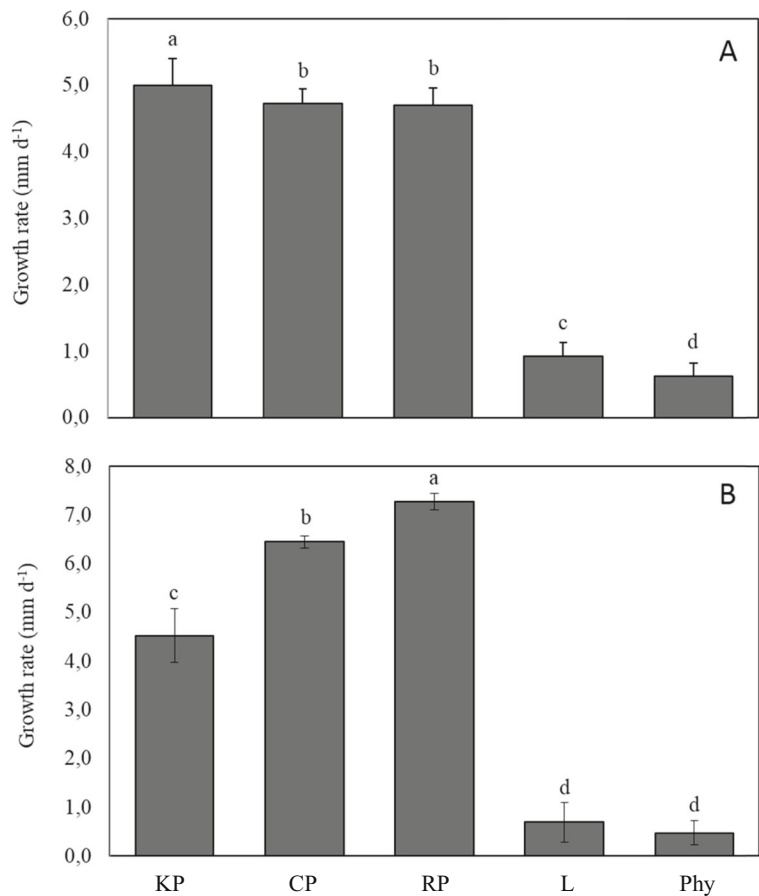 A
Growth rate (mm d-1)
6,0
5,0
4,0
3,0
2,0
1,0
0,0
a
b
b
c
d
B
Growth rate (mm d-1)
8,0
7,0
6,0
5,0
4,0
3,0
2,0
1,0
0,0
c
b
a
d
d
KP CP RP L Phy